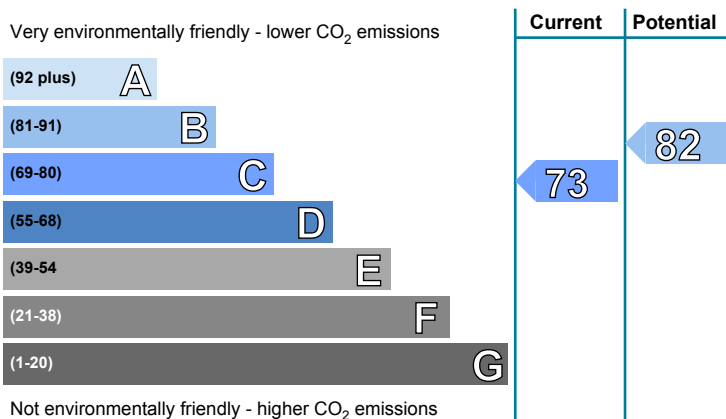 Current Potential
Very environmentally friendly - lower CO2 emissions
(92 plus) A
(81-91) B
82
(69-80) C
73
(55-68) D
(39-54 E
(21-38) F
(1-20) G
Not environmentally friendly - higher CO2 emissions